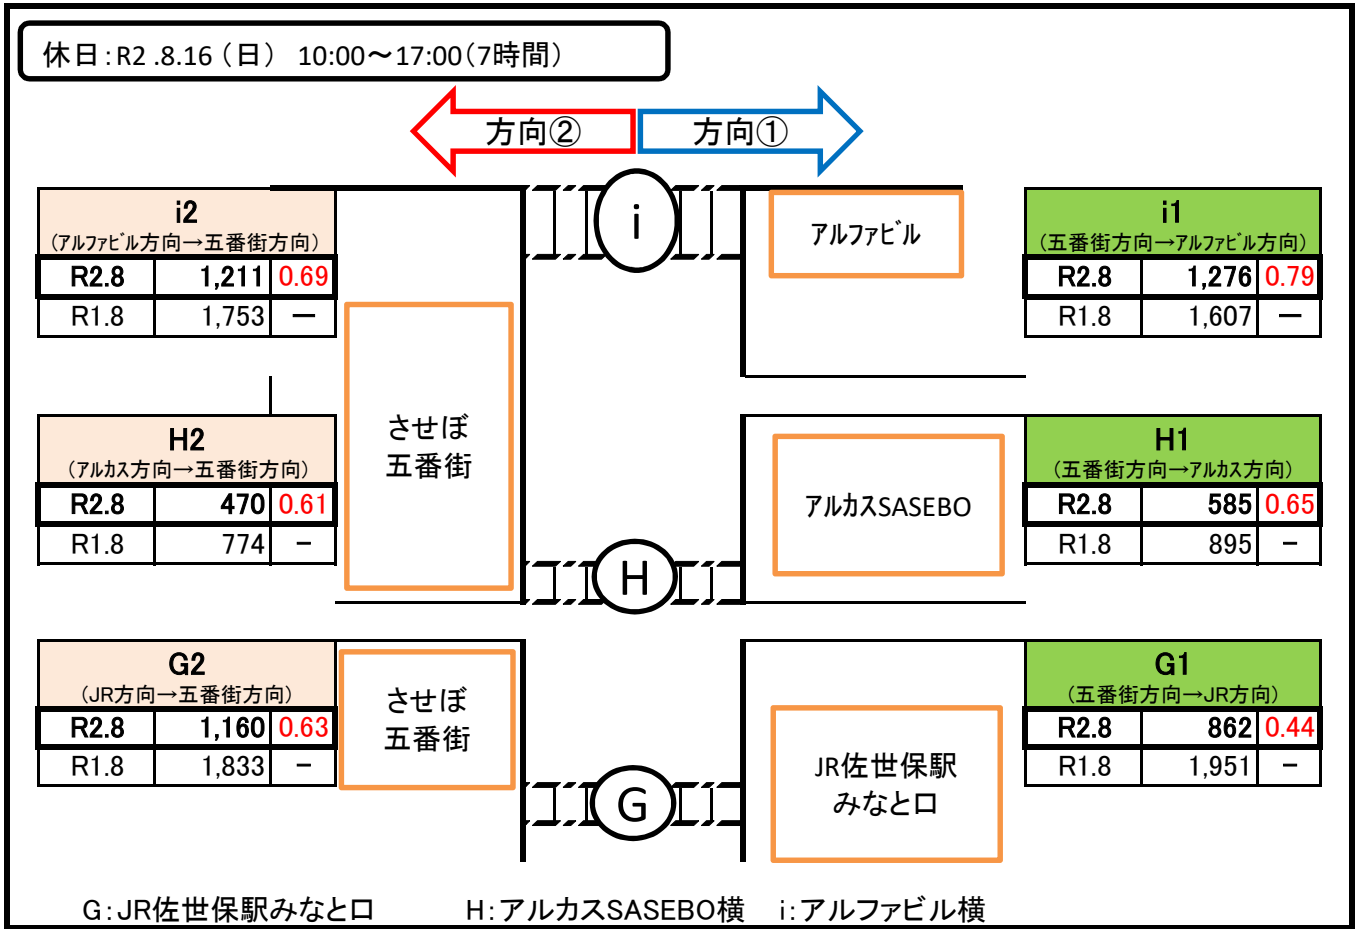 休日:R2 .8.16 (日) 10:00～17:00(7時間)
方向② 方向①
i2
(ｱﾙﾌｧﾋﾞﾙ方向→五番街方向)
R2.8 1,211 0.69
R1.8 1,753 ー
i
アルファビル
i1
(五番街方向→ｱﾙﾌｧﾋﾞﾙ方向)
R2.8 1,276 0.79
R1.8 1,607 ー
H2
(ｱﾙｶｽ方向→五番街方向)
R2.8 470 0.61
R1.8 774 -
させぼ
五番街
H
アルカスSASEBO
H1
(五番街方向→ｱﾙｶｽ方向)
R2.8 585 0.65
R1.8 895 -
G2
(JR方向→五番街方向)
R2.8 1,160 0.63
R1.8 1,833 -
させぼ
五番街
G
JR佐世保駅
みなと口
G1
(五番街方向→JR方向)
R2.8 862 0.44
R1.8 1,951 -
G:JR佐世保駅みなと口 H:アルカスSASEBO横 i:アルファビル横